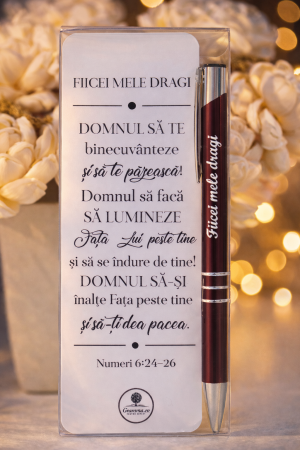 FIICEI MELE DRAGI
DOMNUL SĂ TE
binecuvânteze
și să te păzească!
Domnul să facă
SĂ LUMINEZE
Fața Lui peste tine
și să se îndure de tine!
DOMNUL SĂ-ȘI
înalțe Fața peste tine
și să-ți dea pacea.
Numeri 6:24-26
Fiicei mele dragi